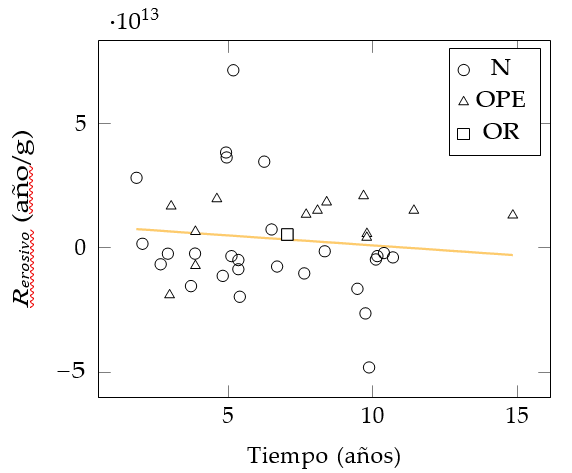 ·10^13
N
OPE
OR
5
0
−5
R_erosivo (año/g)
5
10
15
Tiempo (años)